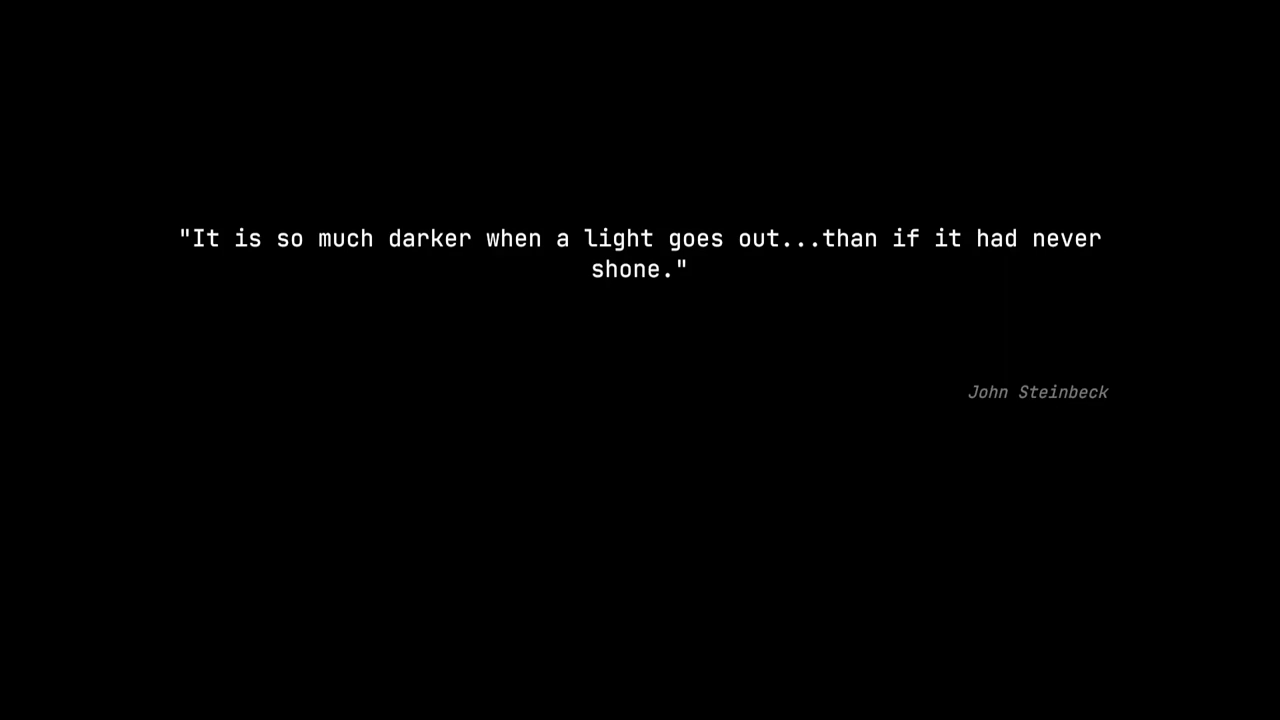 "It is so much darker when a light goes out...than if it had never
shone."
John Steinbeck